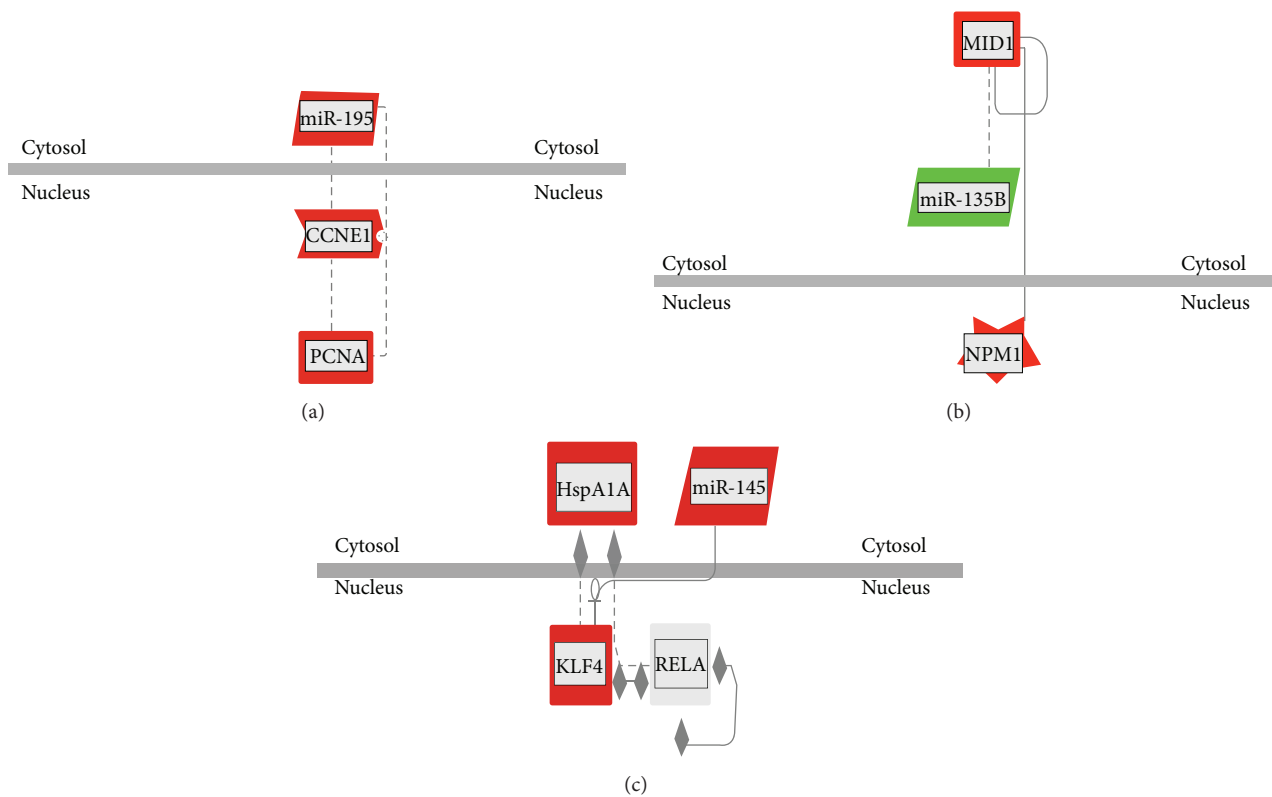 miR-195
Cytosol
Cytosol
Nucleus
Nucleus
CCNE1
PCNA
(a)
MID1
miR-135B
Cytosol
Cytosol
Nucleus
Nucleus
NPM1
(b)
HspA1A
miR-145
Cytosol
Cytosol
Nucleus
Nucleus
KLF4
RELA
(c)